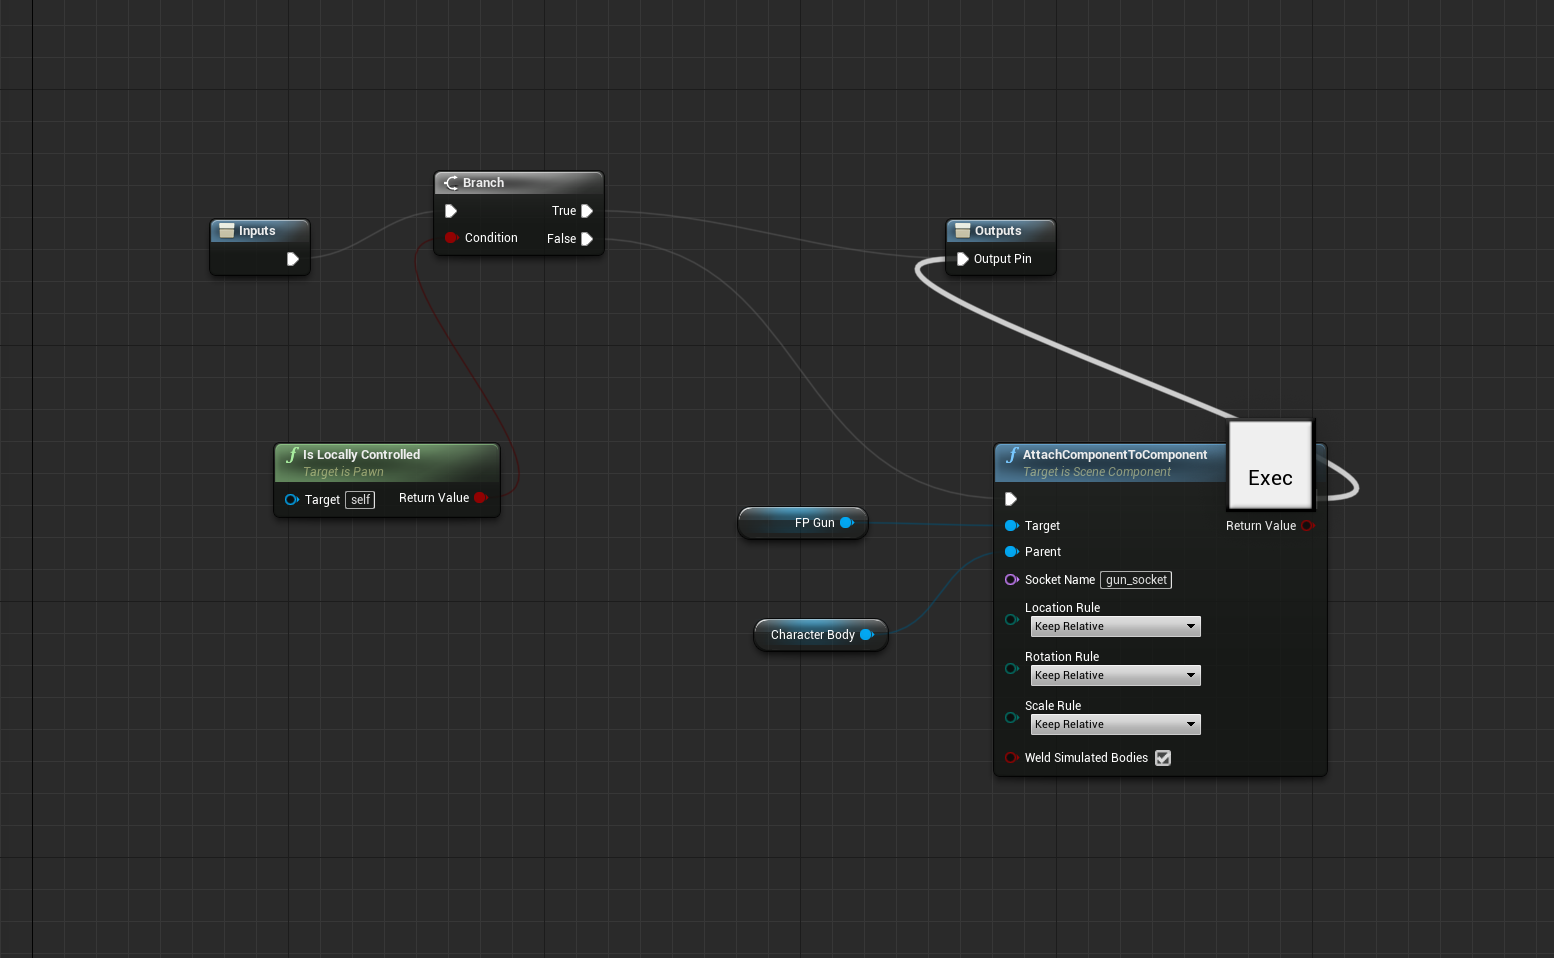 Branch
True
Condition
False
Inputs
Outputs
Output Pin
Is Locally Controlled
Target is Pawn
Target self
Return Value
AttachComponentToComponent
Target is Scene Component
Exec
FP Gun
Target
Return Value
Parent
Socket Name gun_socket
Location Rule
Keep Relative
Character Body
Rotation Rule
Keep Relative
Scale Rule
Keep Relative
Weld Simulated Bodies